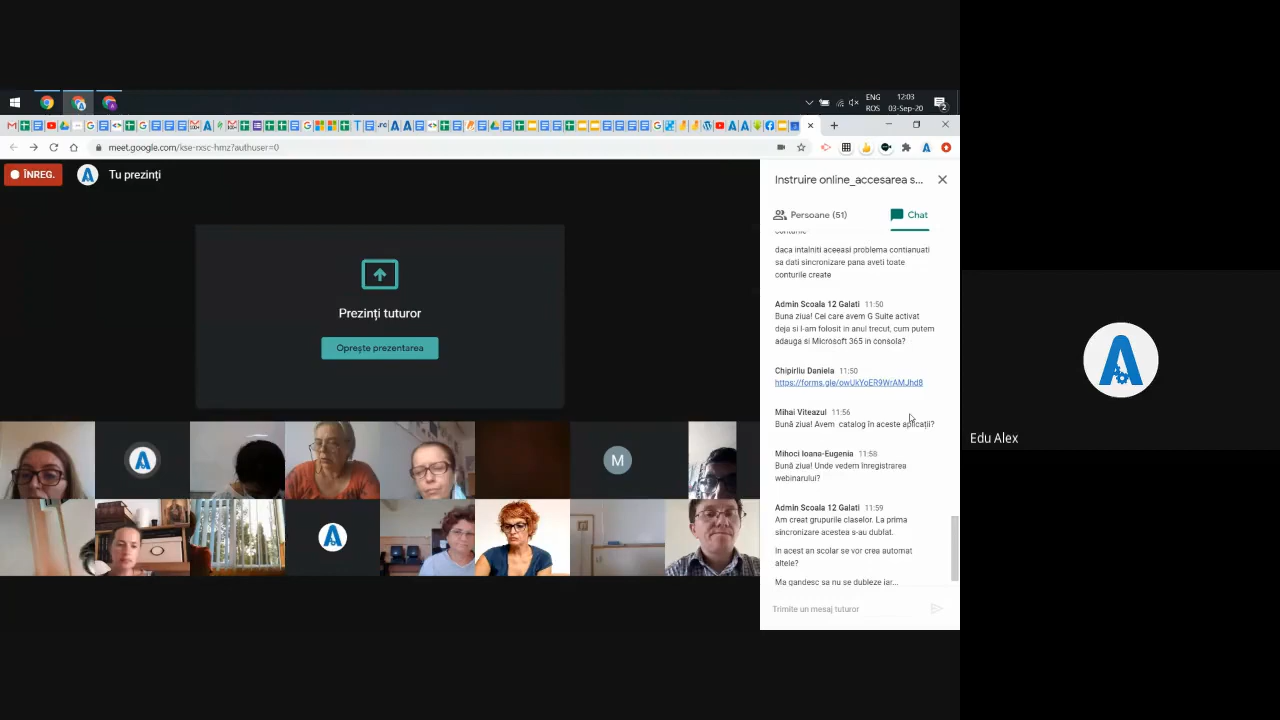 ENG
ROS
12:03
03-Sep-20
meet.google.com/kse-rxsc-hmz?authuser=0
ÎNREG.
Tu prezinți
Instruire online_accesarea s...
Persoane (51)
Chat
daca intalniti aceeasi problema contianuati
sa dati sincronizare pana aveti toate
conturile create
Admin Scoala 12 Galati 11:50
Buna ziua! Cei care avem G Suite activat
deja si l-am folosit in anul trecut, cum putem
adauga si Microsoft 365 in consola?
Chipirliu Daniela 11:50
https://forms.gle/owUkYoER9WrAMJhd8
Mihai Viteazul 11:56
Bună ziua! Avem catalog în aceste aplicații?
Mihoci Ioana-Eugenia 11:58
Bună ziua! Unde vedem înregistrarea
webinarului?
Admin Scoala 12 Galati 11:59
Am creat grupurile claselor. La prima
sincronizare acestea s-au dublat.
In acest an scolar se vor crea automat
altele?
Ma gandesc sa nu se dubleze iar...
Trimite un mesaj tuturor
Prezinți tuturor
Oprește prezentarea
M
Edu Alex